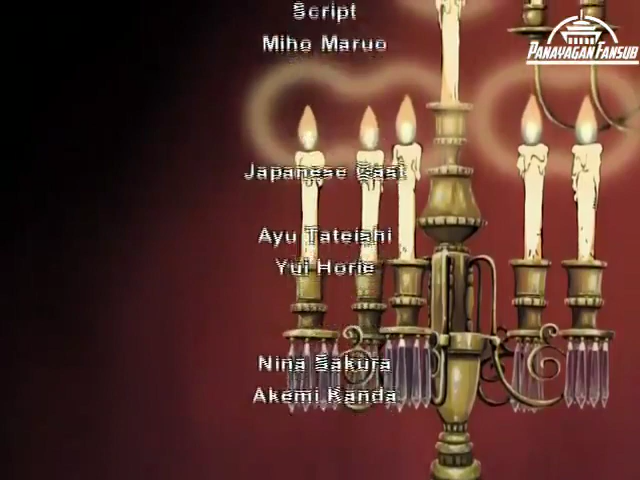 Script
Miho Maruo
PANAYAGAN FANSUB
Japanese Cast
Ayu Tateishi
Yui Horie
Nina Sakura
Akemi Kanda